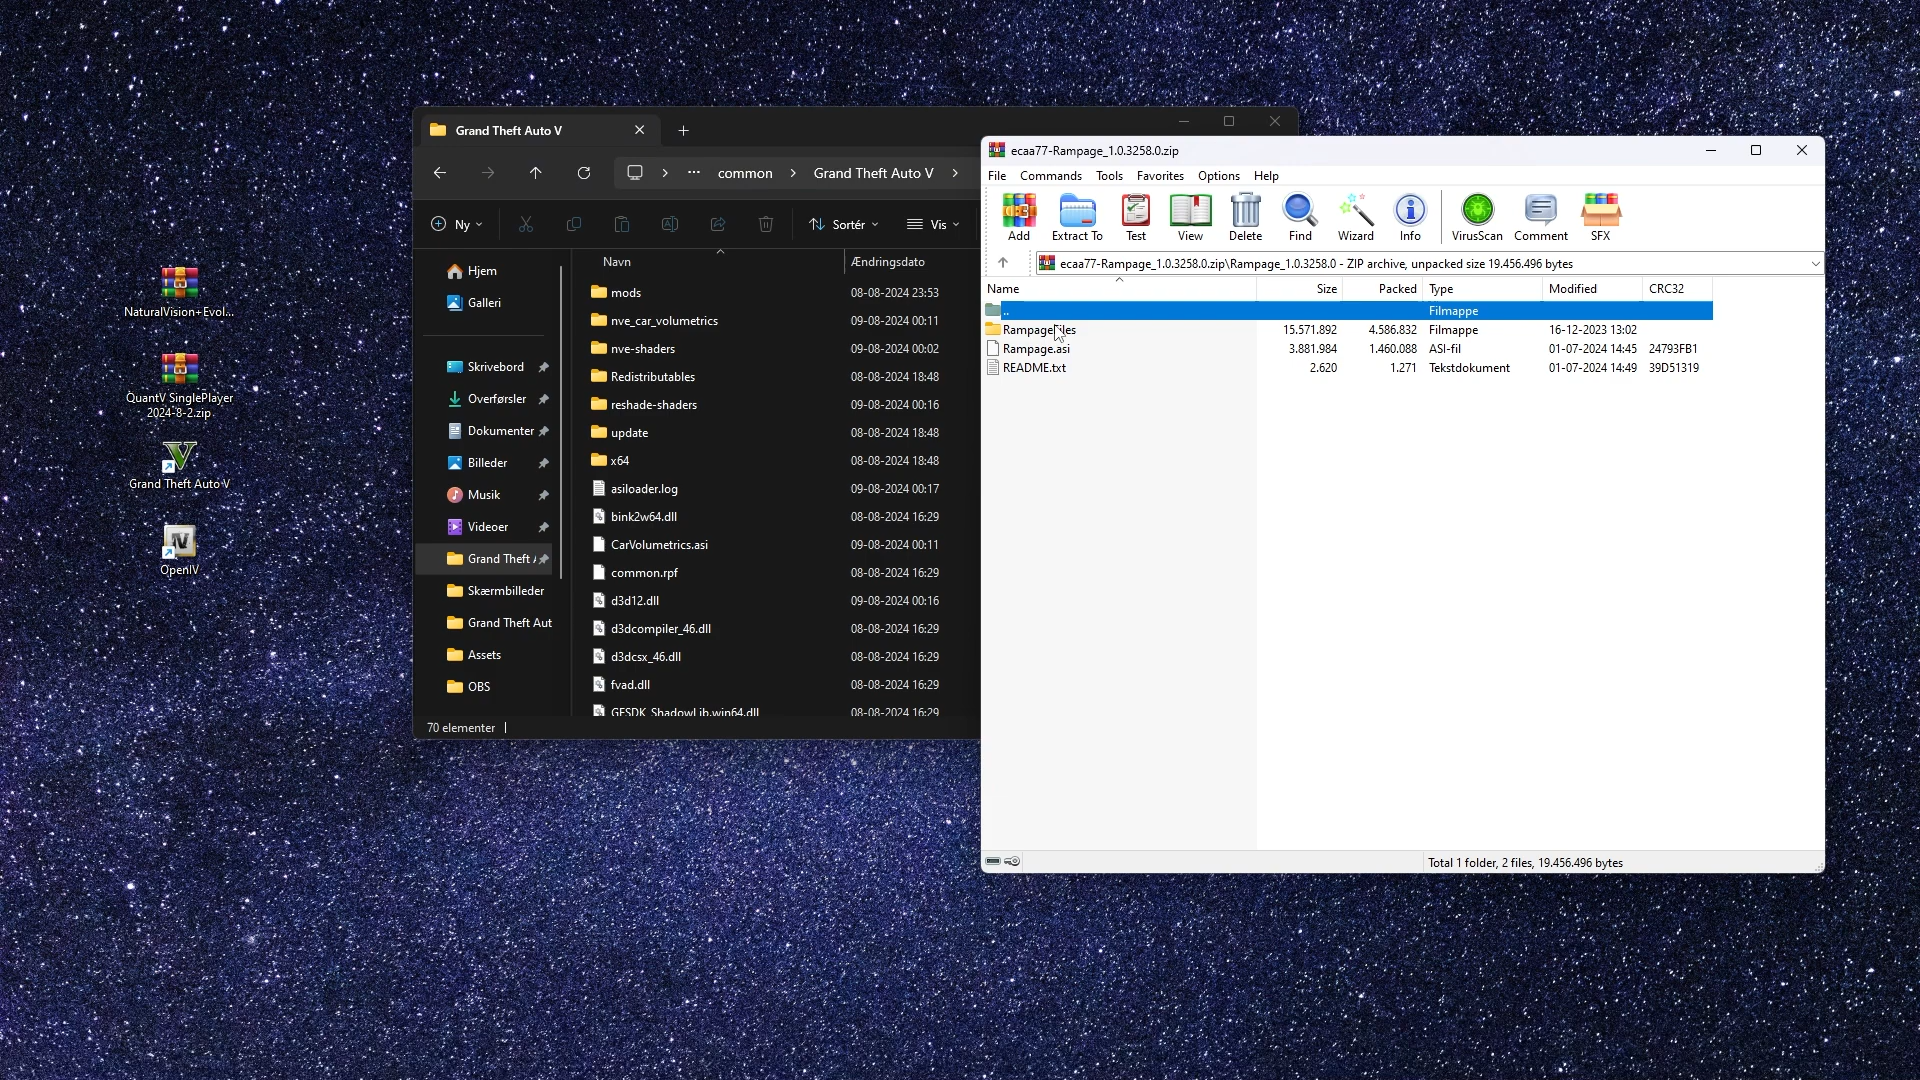 NaturalVision+Evol...
QuantV SinglePlayer
2024-8-2.zip
Grand Theft Auto V
OpenIV
Grand Theft Auto V
common
Grand Theft Auto V
Ny
Sortér
Vis
Hjem
Galleri
Skrivebord
Overførsler
Dokumenter
Billeder
Musik
Videoer
Grand Theft A
Skærmbilleder
Grand Theft Aut
Assets
OBS
Navn Ændringsdato
mods 08-08-2024 23:53
nve_car_volumetrics 09-08-2024 00:11
nve-shaders 09-08-2024 00:02
Redistributables 08-08-2024 18:48
reshade-shaders 09-08-2024 00:16
update 08-08-2024 18:48
x64 08-08-2024 18:48
asiloader.log 09-08-2024 00:17
bink2w64.dll 08-08-2024 16:29
CarVolumetrics.asi 09-08-2024 00:11
common.rpf 08-08-2024 16:29
d3d12.dll 09-08-2024 00:16
d3dcompiler_46.dll 08-08-2024 16:29
d3dcsx_46.dll 08-08-2024 16:29
fvad.dll 08-08-2024 16:29
GFSDK_ShadowLib.win64.dll 08-08-2024 16:29
70 elementer
ecaa77-Rampage_1.0.3258.0.zip
File Commands Tools Favorites Options Help
Add Extract To Test View Delete Find Wizard Info VirusScan Comment SFX
ecaa77-Rampage_1.0.3258.0.zip\Rampage_1.0.3258.0 - ZIP archive, unpacked size 19.456.496 bytes
Name Size Packed Type Modified CRC32
.. Filmappe
RampageFiles 15.571.892 4.586.832 Filmappe 16-12-2023 13:02
Rampage.asi 3.881.984 1.460.088 ASI-fil 01-07-2024 14:45 24793FB1
README.txt 2.620 1.271 Tekstdokument 01-07-2024 14:49 39D51319
Total 1 folder, 2 files, 19.456.496 bytes